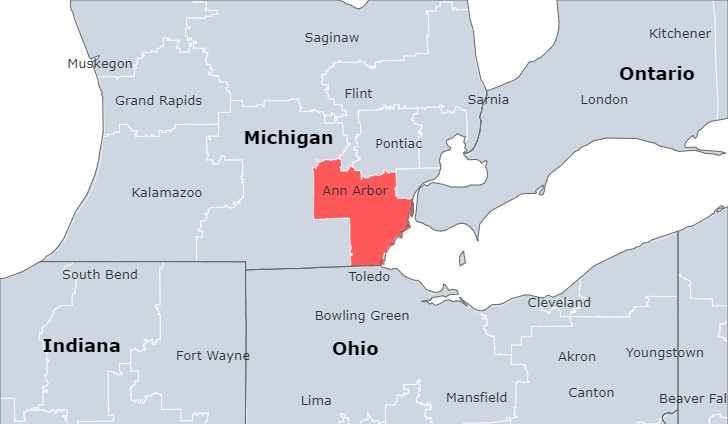 Saginaw
Kitchener
Muskegon
Ontario
Flint
Grand Rapids
Sarnia
London
Michigan
Pontiac
Kalamazoo
Ann Arbor
South Bend
Toledo
Cleveland
Bowling Green
Indiana
Fort Wayne
Ohio
Akron
Youngstown
Canton
Lima
Mansfield
Beaver Fal